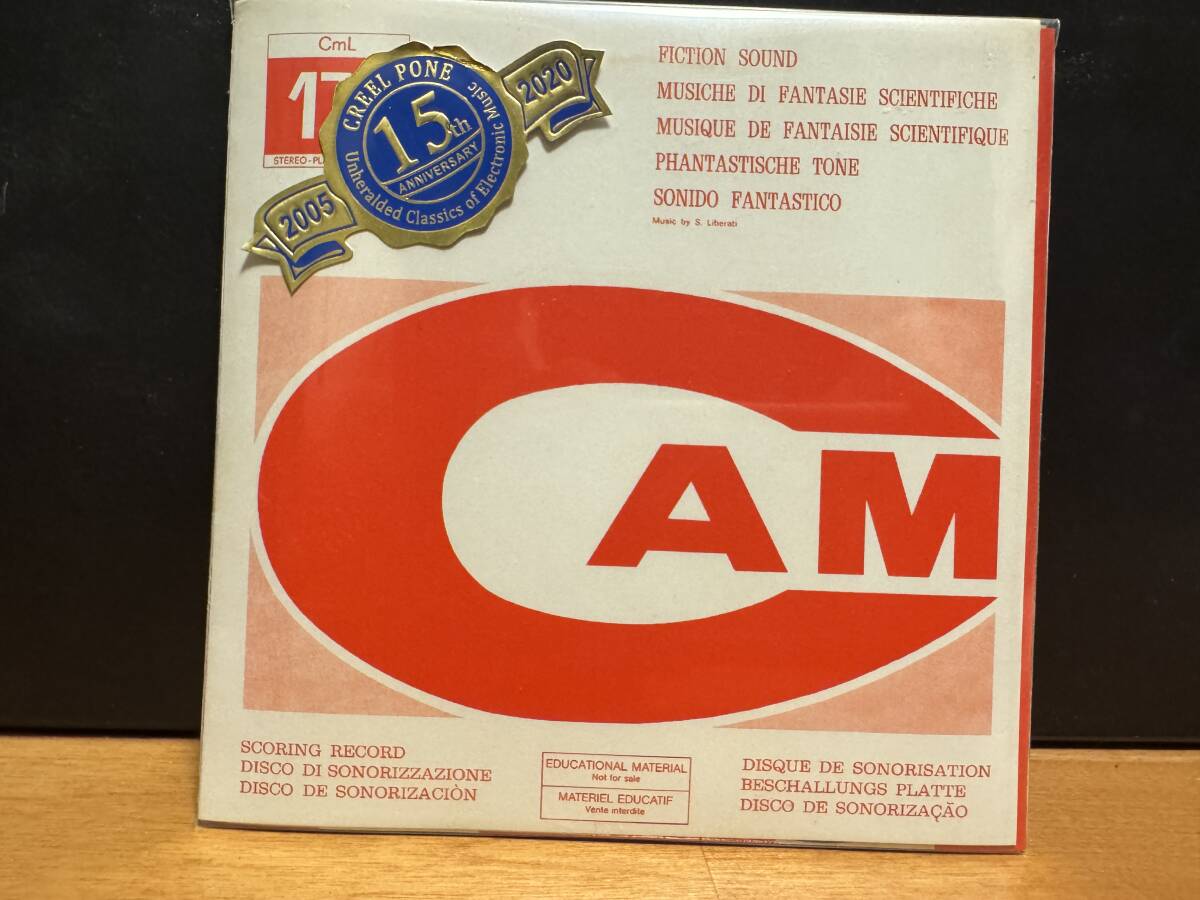 CmL
STEREO-
CREEL PONE
15th
ANNIVERSARY
Unheralded Classics of Electronic Music
2020
2005
FICTION SOUND
MUSICHE DI FANTASIE SCIENTIFICHE
MUSIQUE DE FANTAISIE SCIENTIFIQUE
PHANTASTISCHE TONE
SONIDO FANTASTICO
Music by S. Liberati
CAM
SCORING RECORD
DISCO DI SONORIZZAZIONE
DISCO DE SONORIZACIÒN
EDUCATIONAL MATERIAL
Not for sale
MATERIEL EDUCATIF
Vente interdite
DISQUE DE SONORISATION
BESCHALLUNGS PLATTE
DISCO DE SONORIZAÇÃO